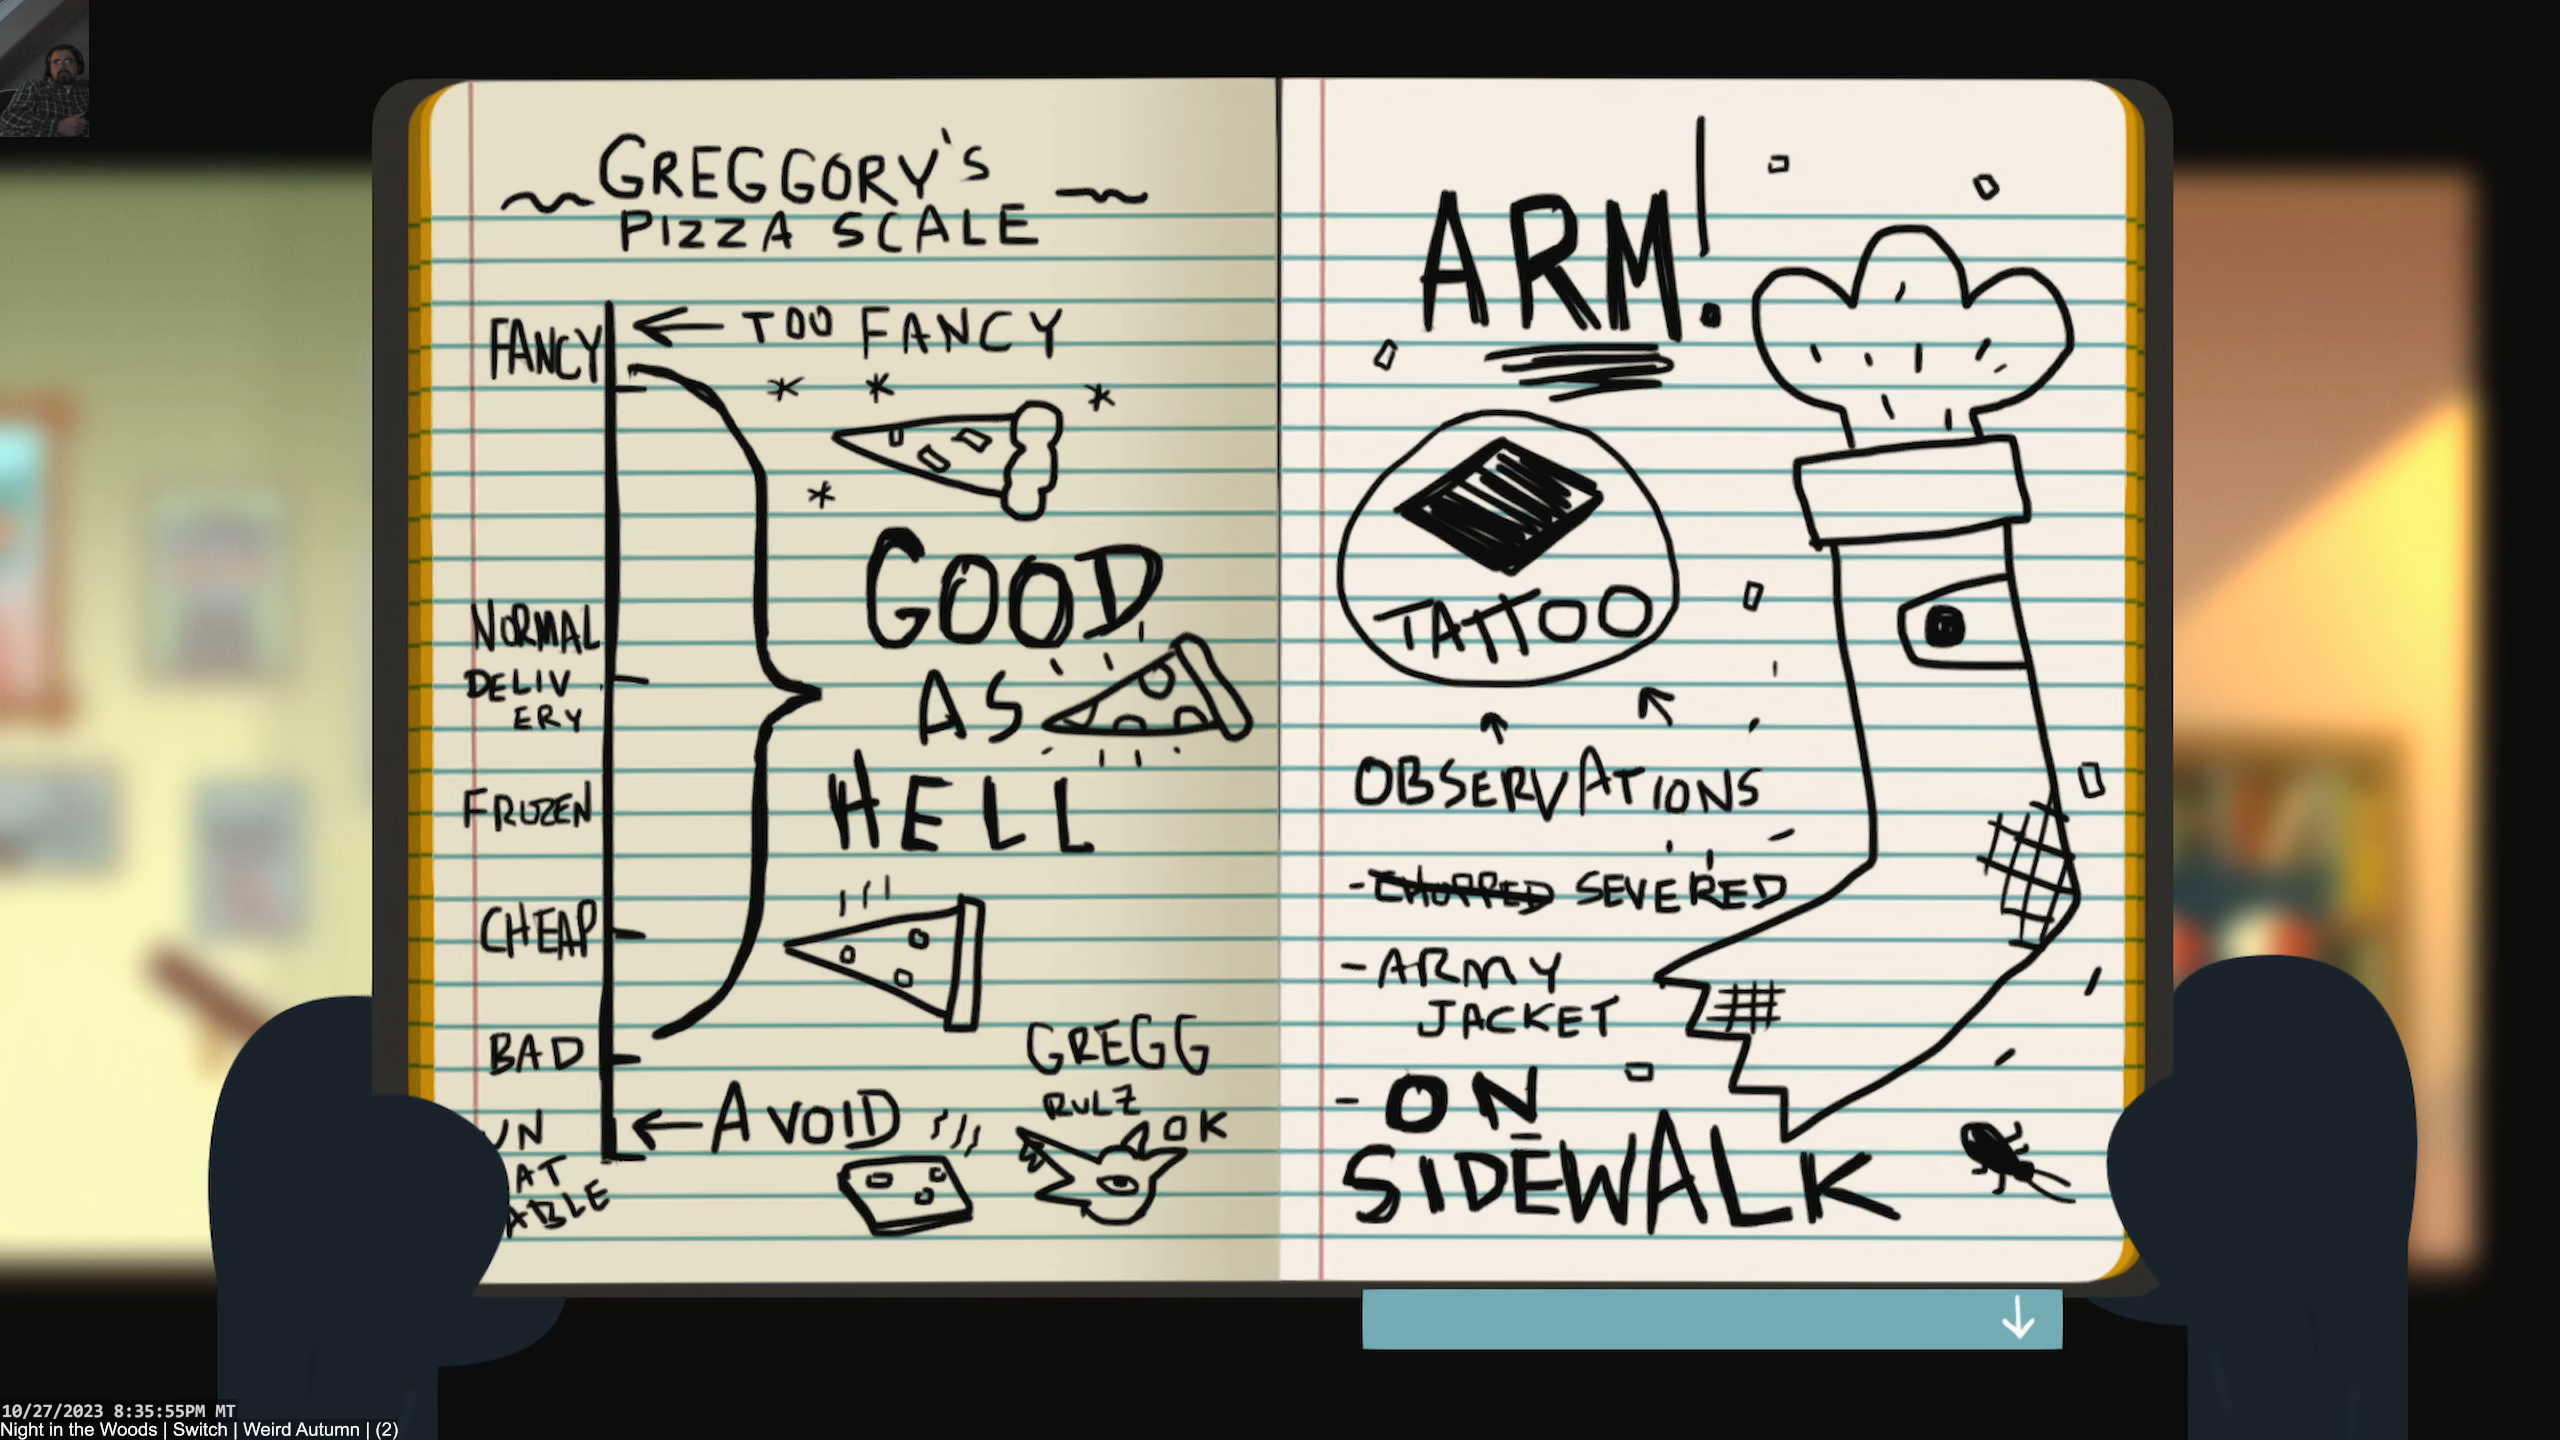 GREGGORY'S
PIZZA SCALE
FANCY
TOO FANCY
NORMAL
DELIV
ERY
FROZEN
CHEAP
BAD
GOOD
AS
HELL
AVOID
GREGG
RULZ
OK
ARM!
TATTOO
OBSERVATIONS
-CHOPPED SEVERED
-ARMY
JACKET
-ON
SIDEWALK
10/27/2023 8:35:55PM MT
Night in the Woods | Switch | Weird Autumn | (2)